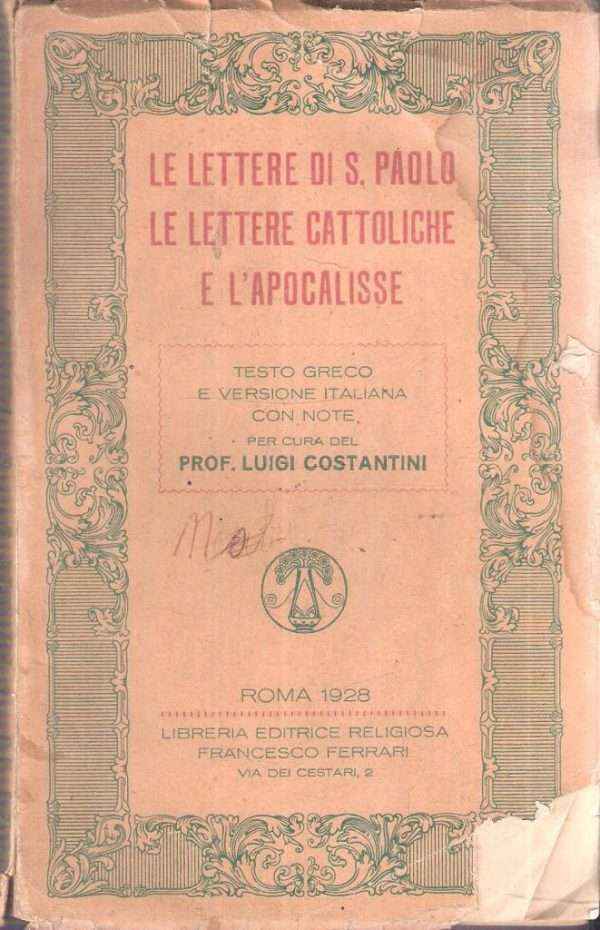 LE LETTERE DI S. PAOLO
LE LETTERE CATTOLICHE
E L'APOCALISSE
TESTO GRECO
E VERSIONE ITALIANA
CON NOTE
PER CURA DEL
PROF. LUIGI COSTANTINI
ROMA 1928
LIBRERIA EDITRICE RELIGIOSA
FRANCESCO FERRARI
VIA DEI CESTARI, 2